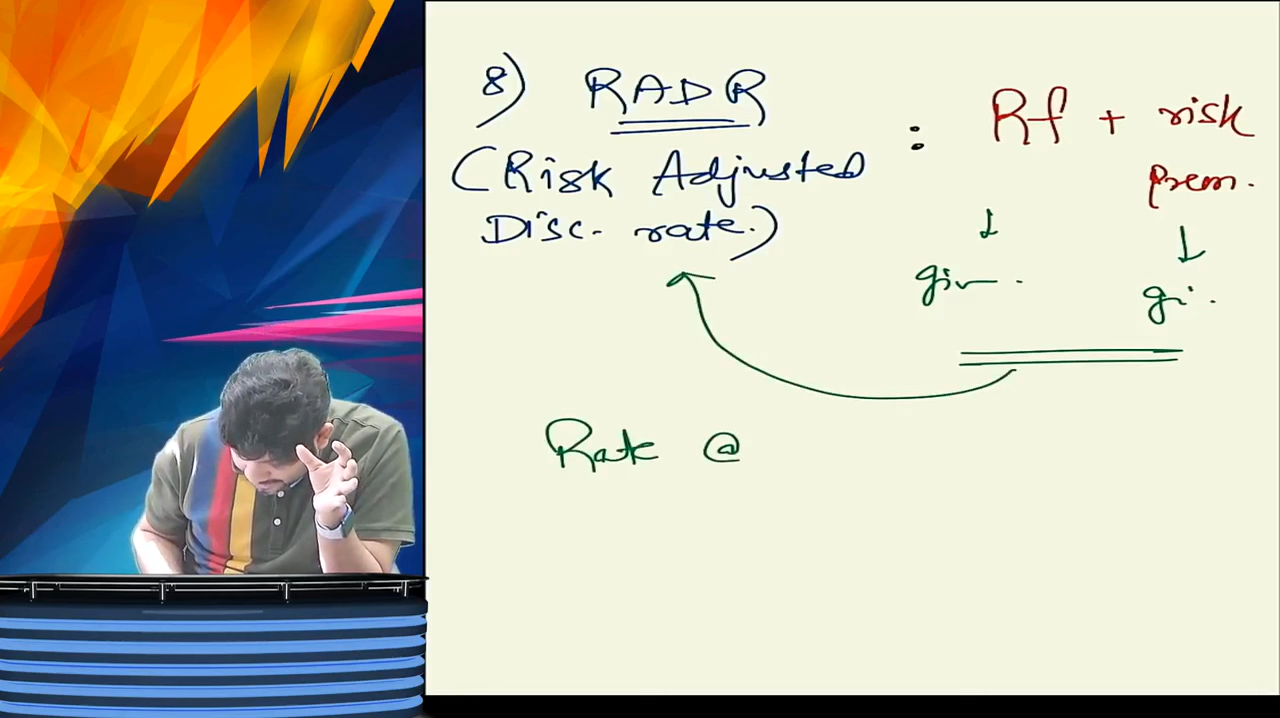 8) RADR : Rf + risk
(Risk Adjusted prem.
Disc. rate.)
↓ ↓
giv . gi .
Rate @